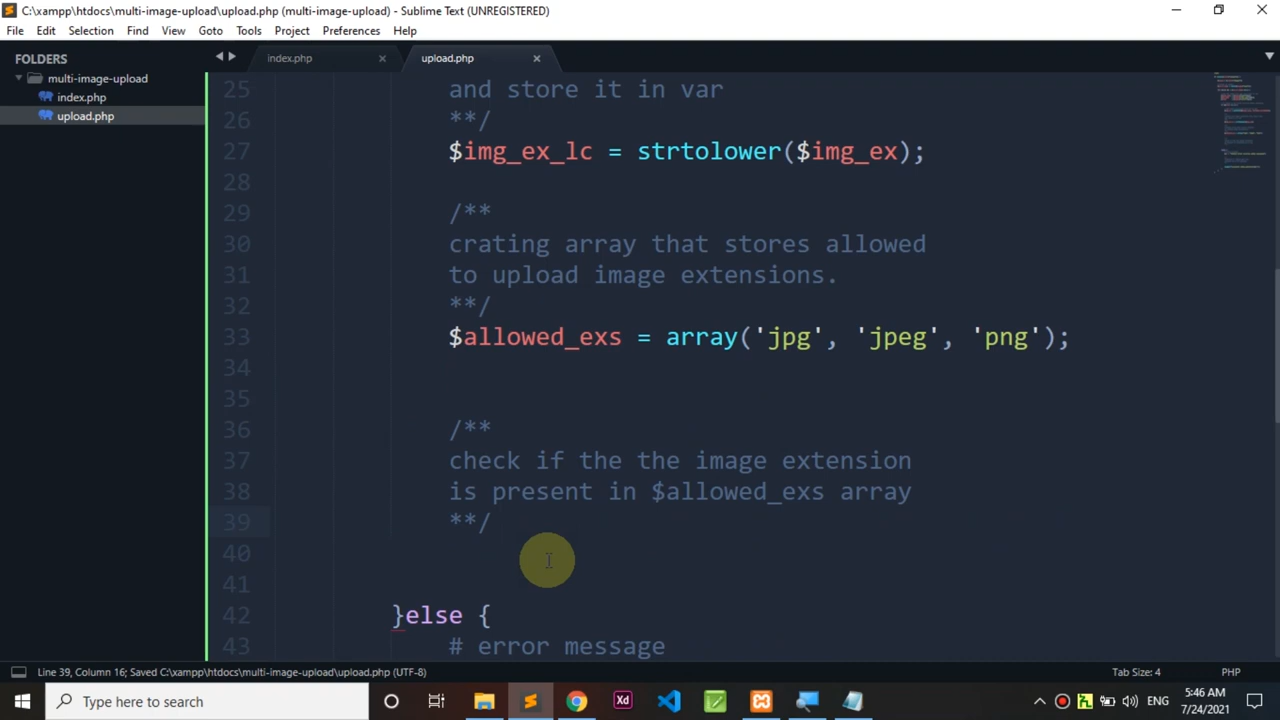 C:\xampp\htdocs\multi-image-upload\upload.php (multi-image-upload) - Sublime Text (UNREGISTERED)
File Edit Selection Find View Goto Tools Project Preferences Help
FOLDERS
multi-image-upload
index.php
upload.php
index.php
upload.php
25 and store it in var
26 **/
27 $img_ex_lc = strtolower($img_ex);
28
29 /**
30 crating array that stores allowed
31 to upload image extensions.
32 **/
33 $allowed_exs = array('jpg', 'jpeg', 'png');
34
35
36 /**
37 check if the the image extension
38 is present in $allowed_exs array
39 **/
40
41
42 }else {
43 # error message
Line 39, Column 16; Saved C:\xampp\htdocs\multi-image-upload\upload.php (UTF-8)
Tab Size: 4
PHP
Type here to search
Xd
ENG
5:46 AM
7/24/2021